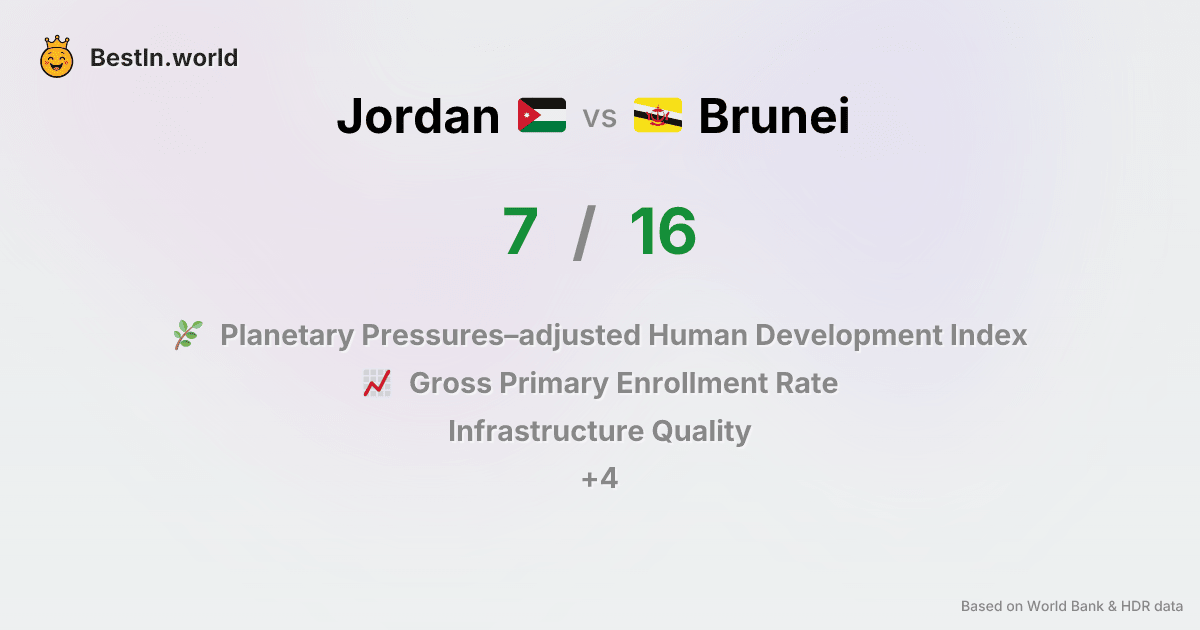 BestIn.world
Jordan vs Brunei
7 / 16
Planetary Pressures–adjusted Human Development Index
Gross Primary Enrollment Rate
Infrastructure Quality
+4
Based on World Bank & HDR data